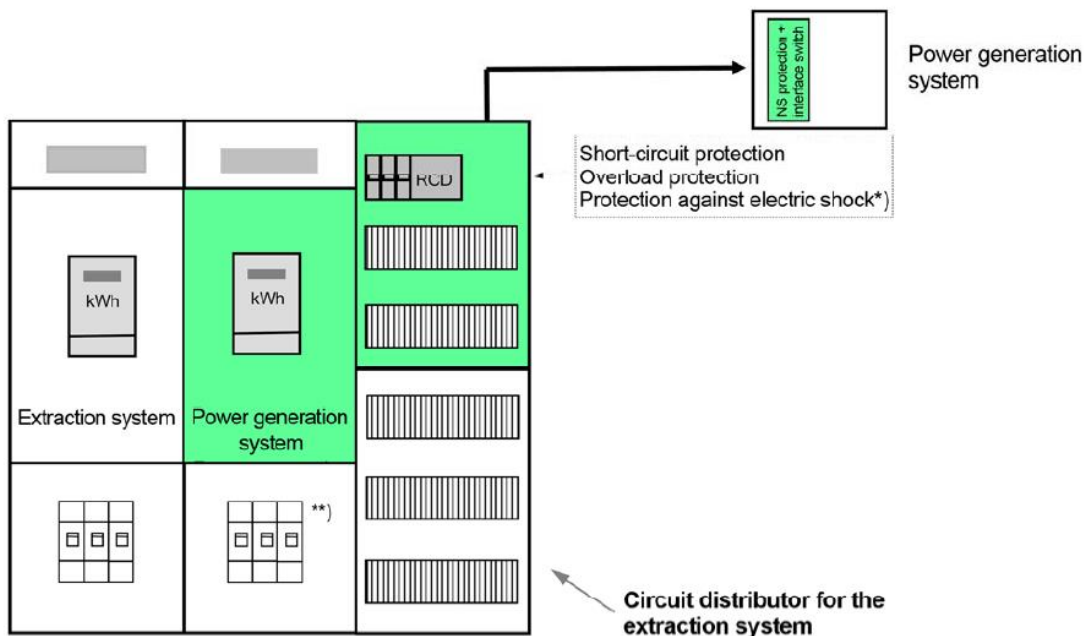 NS protection +
interface switch
Power generation
system
Short-circuit protection
Overload protection
Protection against electric shock*)
RCD
kWh
kWh
Extraction system
Power generation
system
**)
Circuit distributor for the
extraction system